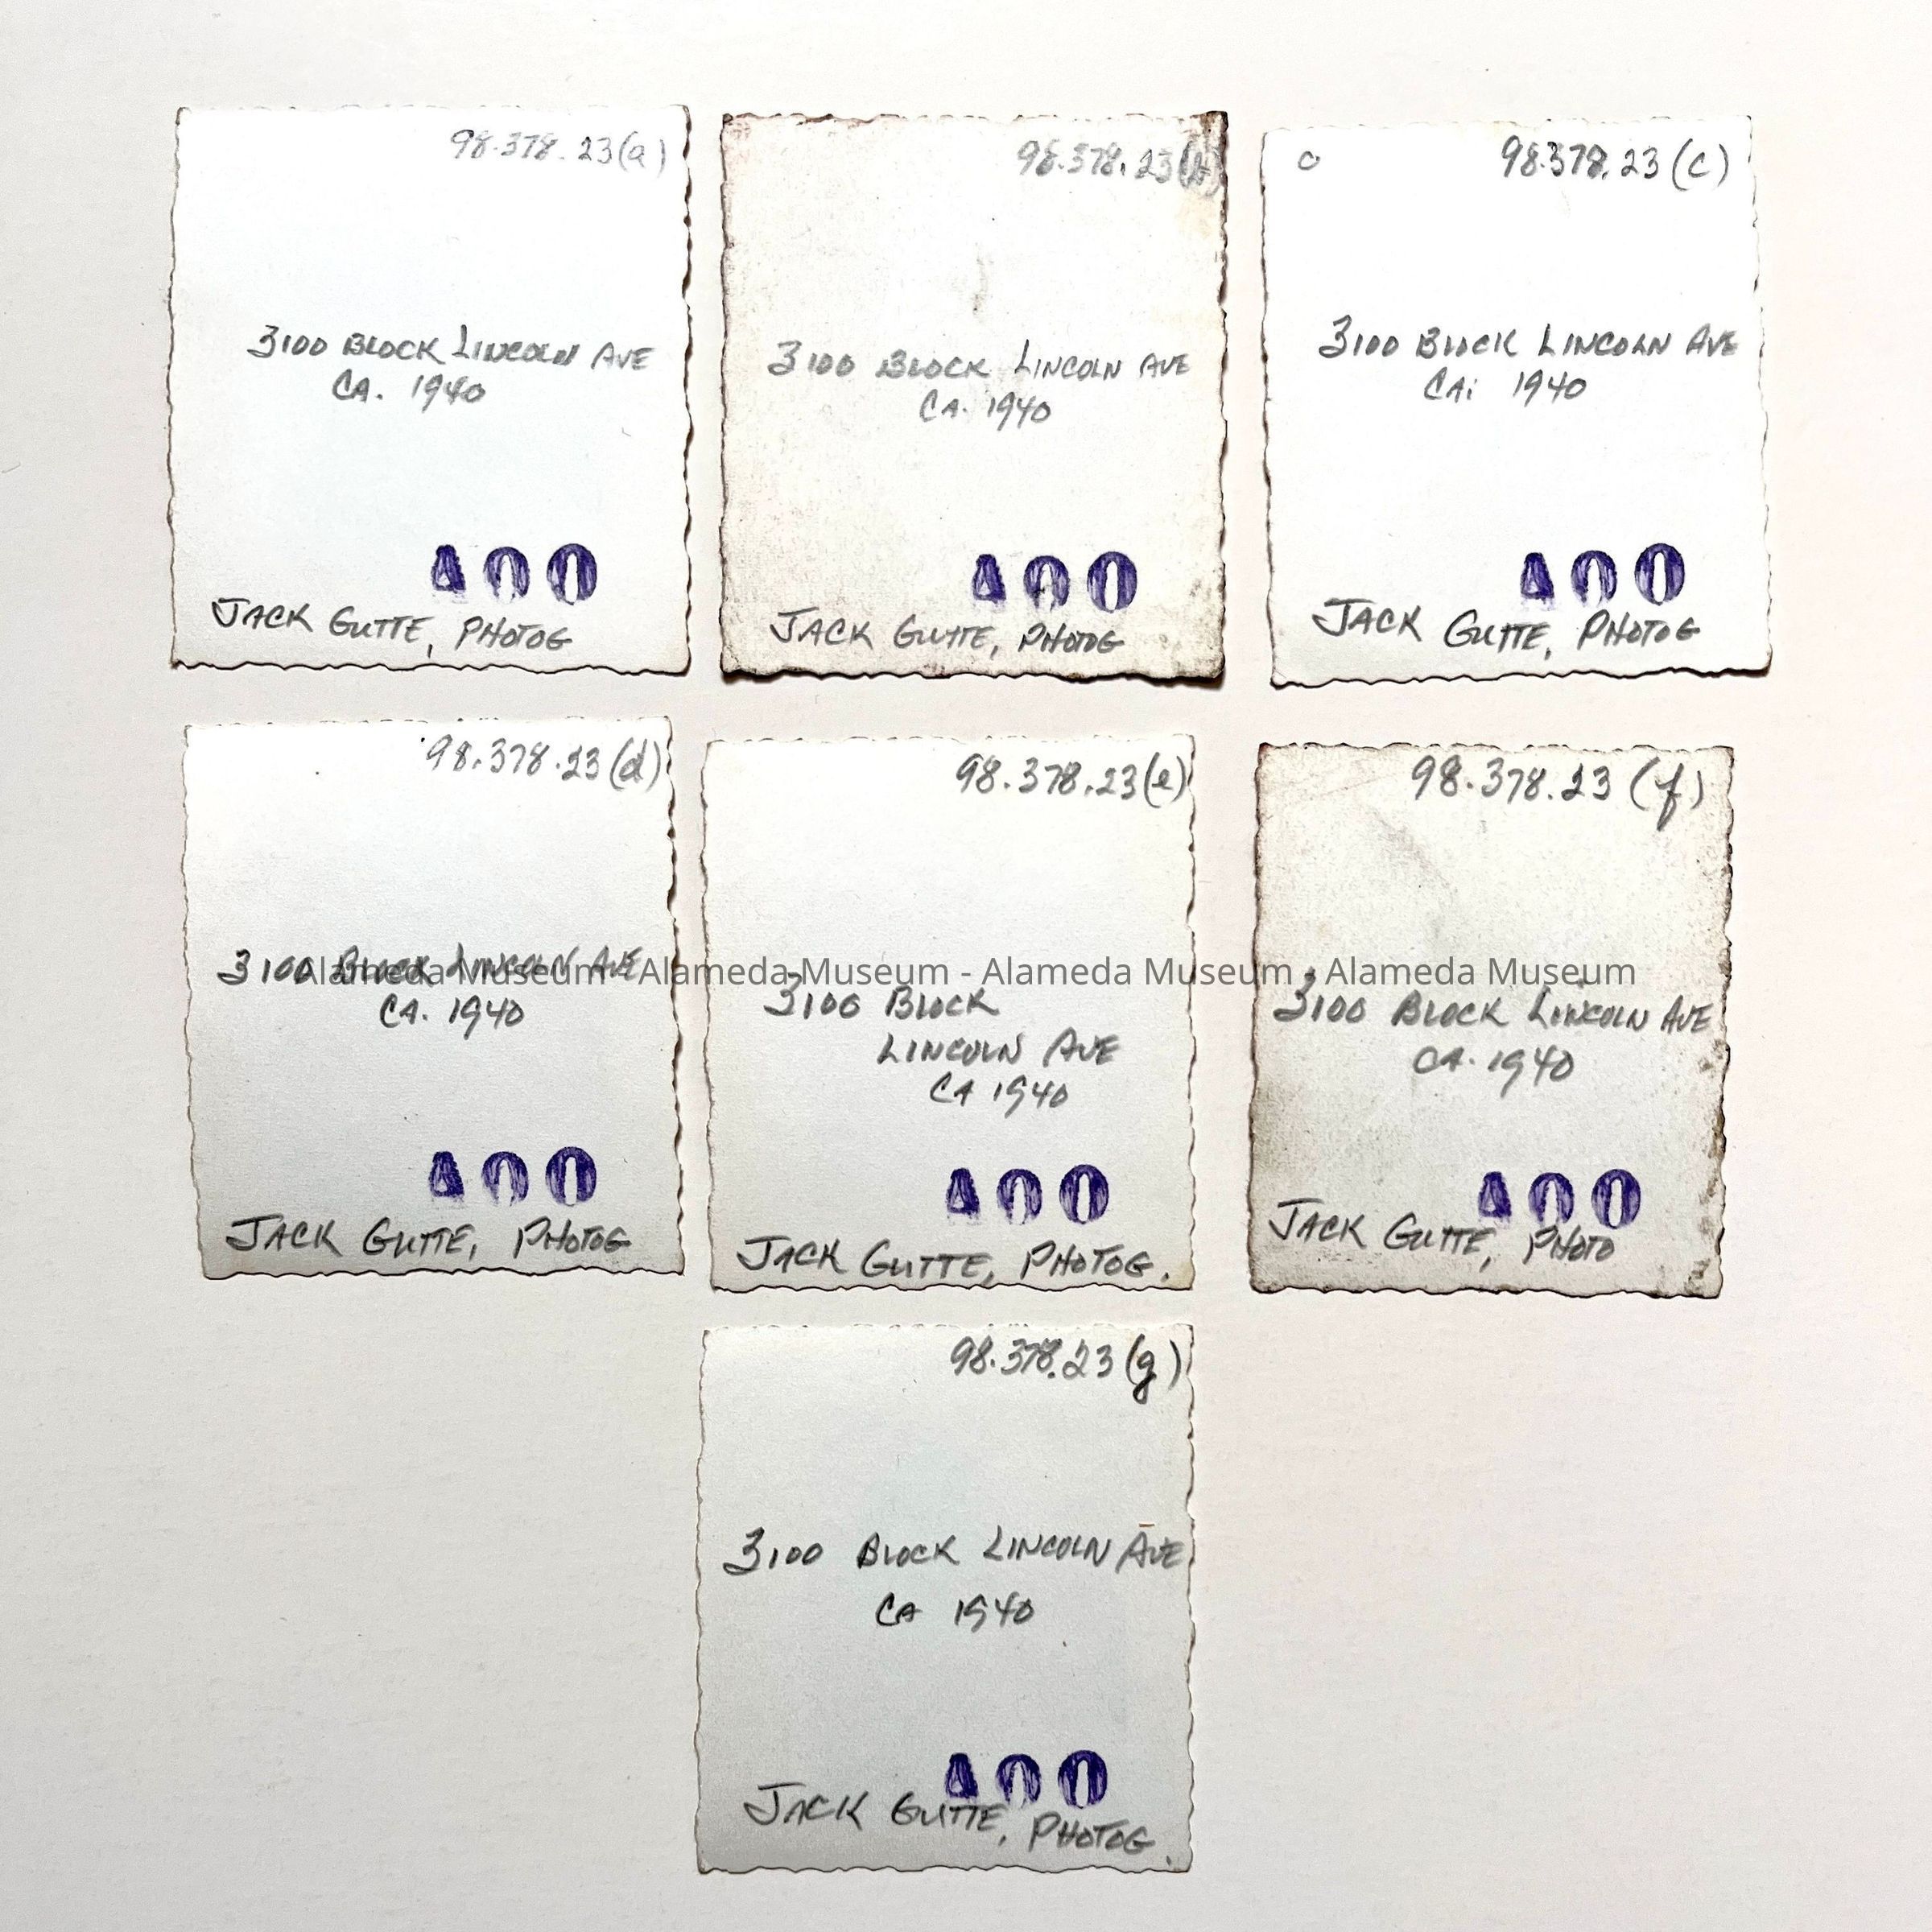 98.378.23(a)
3100 BLOCK LINCOLN AVE
CA. 1940
400
JACK GUTTE, PHOTOG
98.378.23(b)
3100 BLOCK LINCOLN AVE
CA. 1940
400
JACK GUTTE, PHOTOG
98.378.23(c)
3100 BLOCK LINCOLN AVE
CA. 1940
400
JACK GUTTE, PHOTOG
98.378.23(d)
3100 BLOCK LINCOLN AVE
CA. 1940
400
JACK GUTTE, PHOTOG
98.378.23(e)
3100 BLOCK
LINCOLN AVE
CA 1940
400
JACK GUTTE, PHOTOG.
98.378.23 (f)
3100 BLOCK LINCOLN AVE
CA. 1940
400
JACK GUTTE, PHOTO
Alameda Museum - Alameda Museum - Alameda Museum - Alameda Museum
98.378.23 (g)
3100 BLOCK LINCOLN AVE
CA 1940
400
JACK GUTTE, PHOTOG.